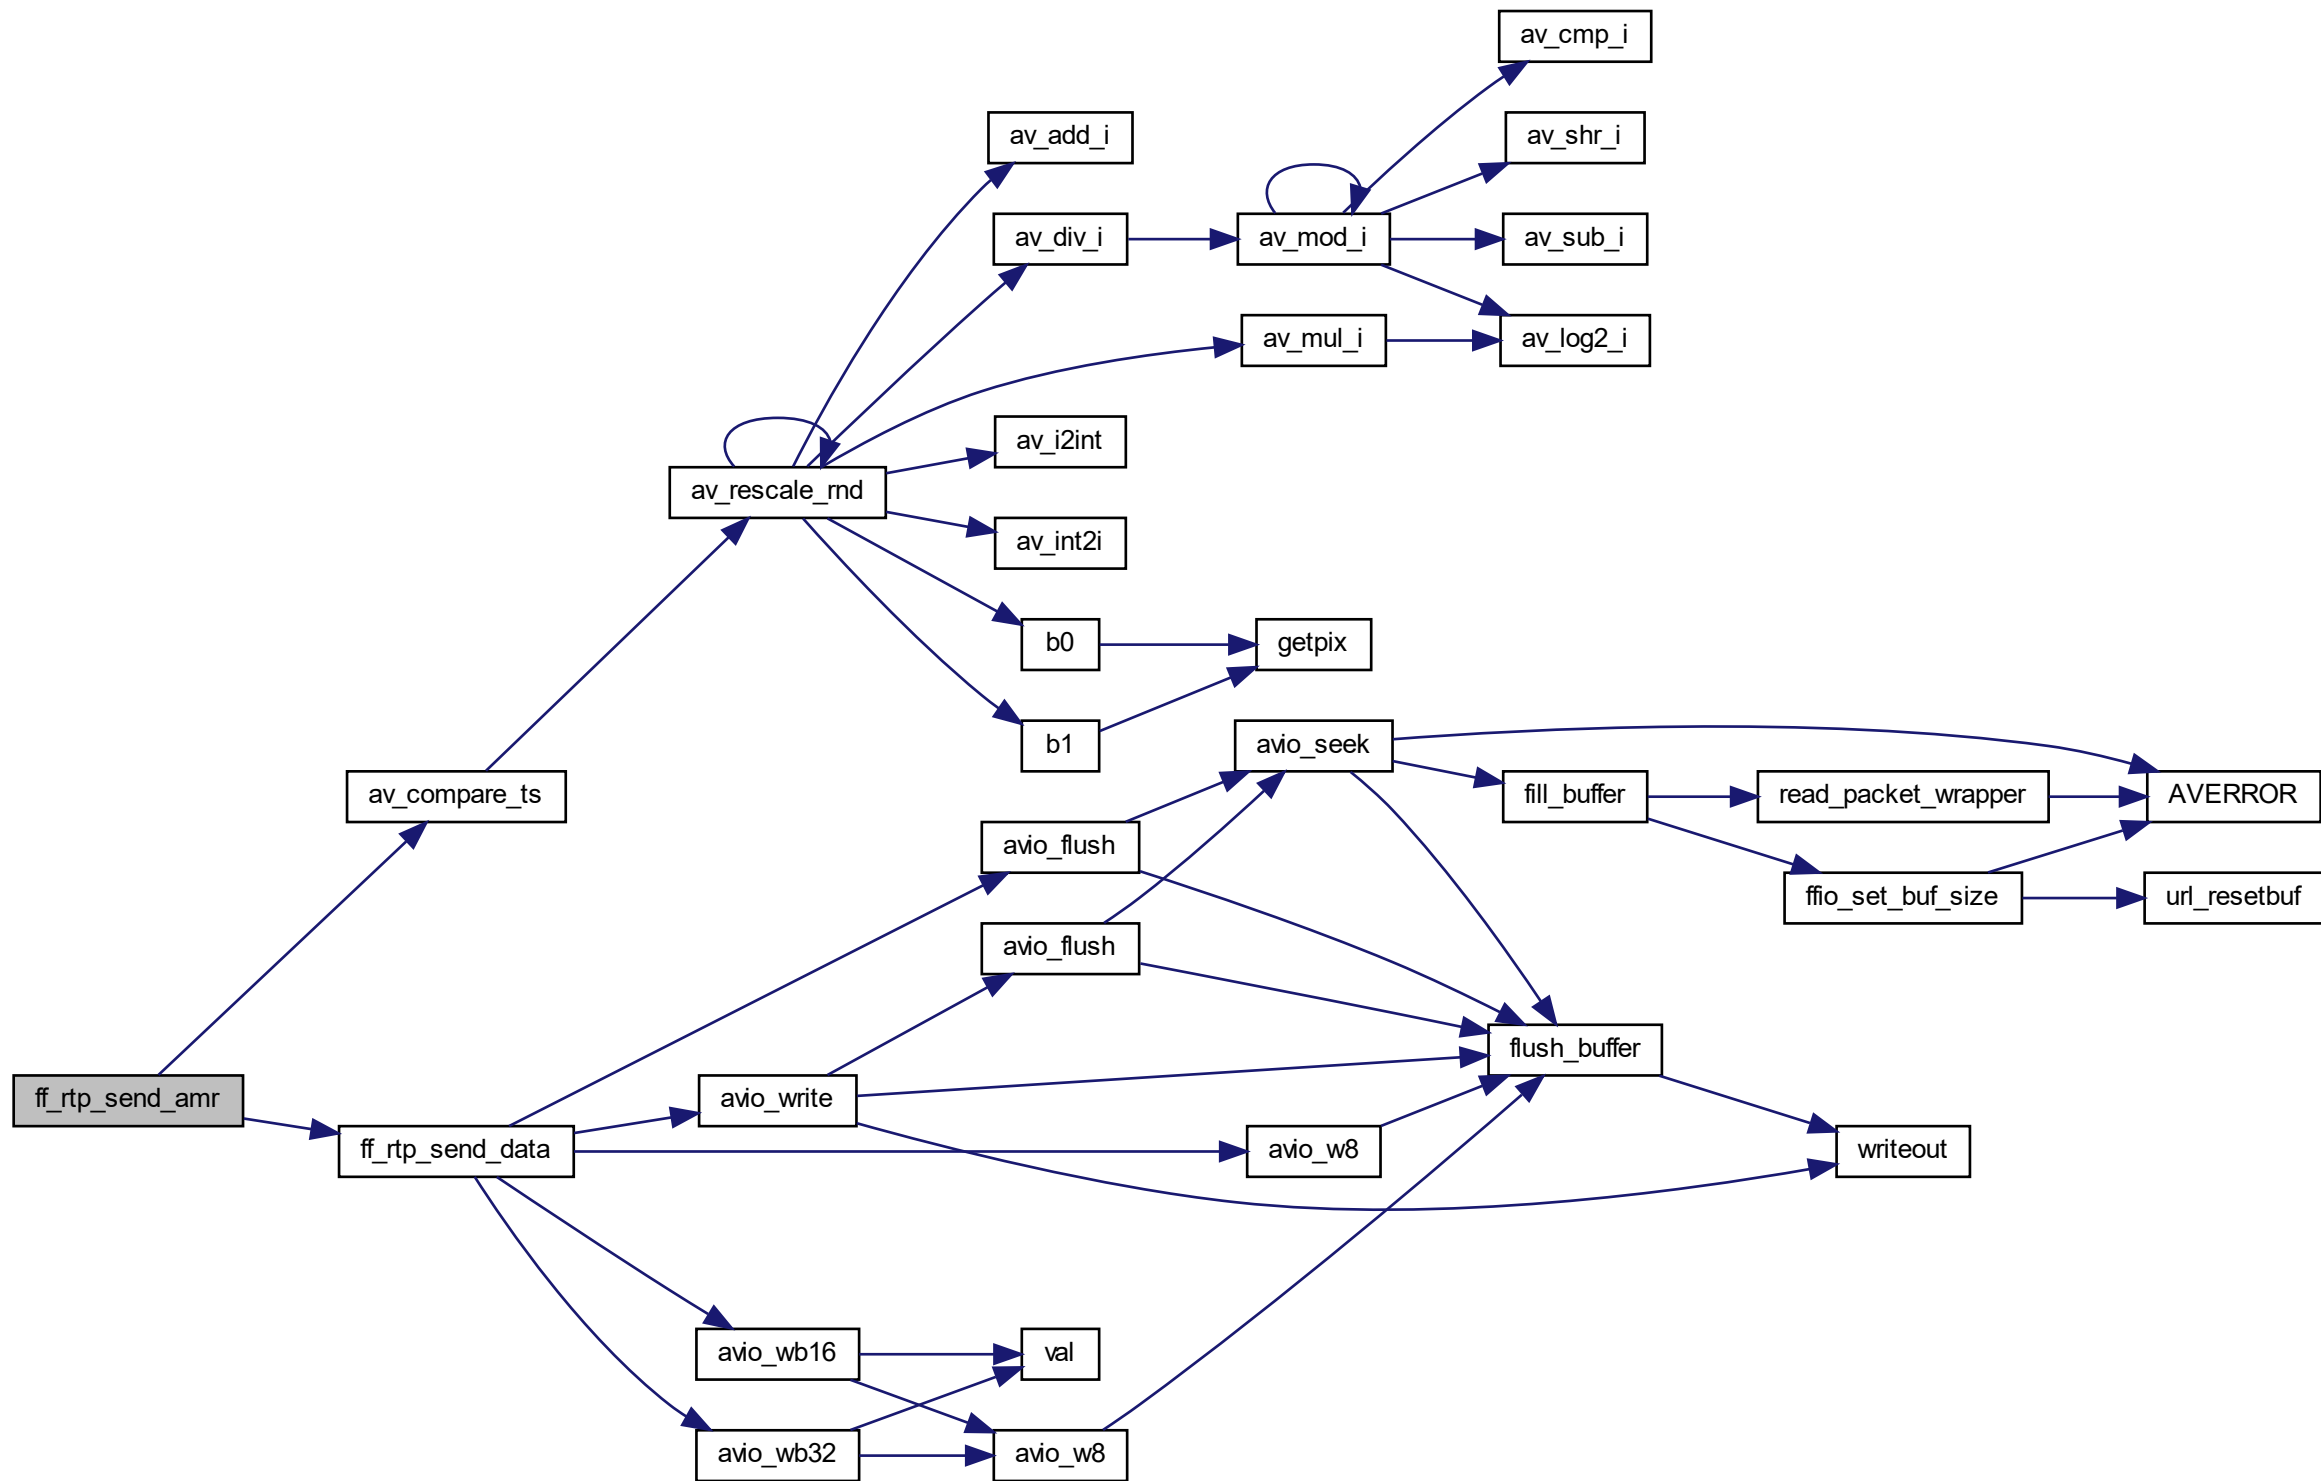 av_cmp_i
av_add_i
av_shr_i
av_div_i
av_mod_i
av_sub_i
av_mul_i
av_log2_i
av_i2int
av_rescale_rnd
av_int2i
b0
getpix
b1
avio_seek
av_compare_ts
fill_buffer
read_packet_wrapper
AVERROR
avio_flush
ffio_set_buf_size
url_resetbuf
avio_flush
flush_buffer
ff_rtp_send_amr
avio_write
ff_rtp_send_data
avio_w8
writeout
avio_wb16
val
avio_wb32
avio_w8